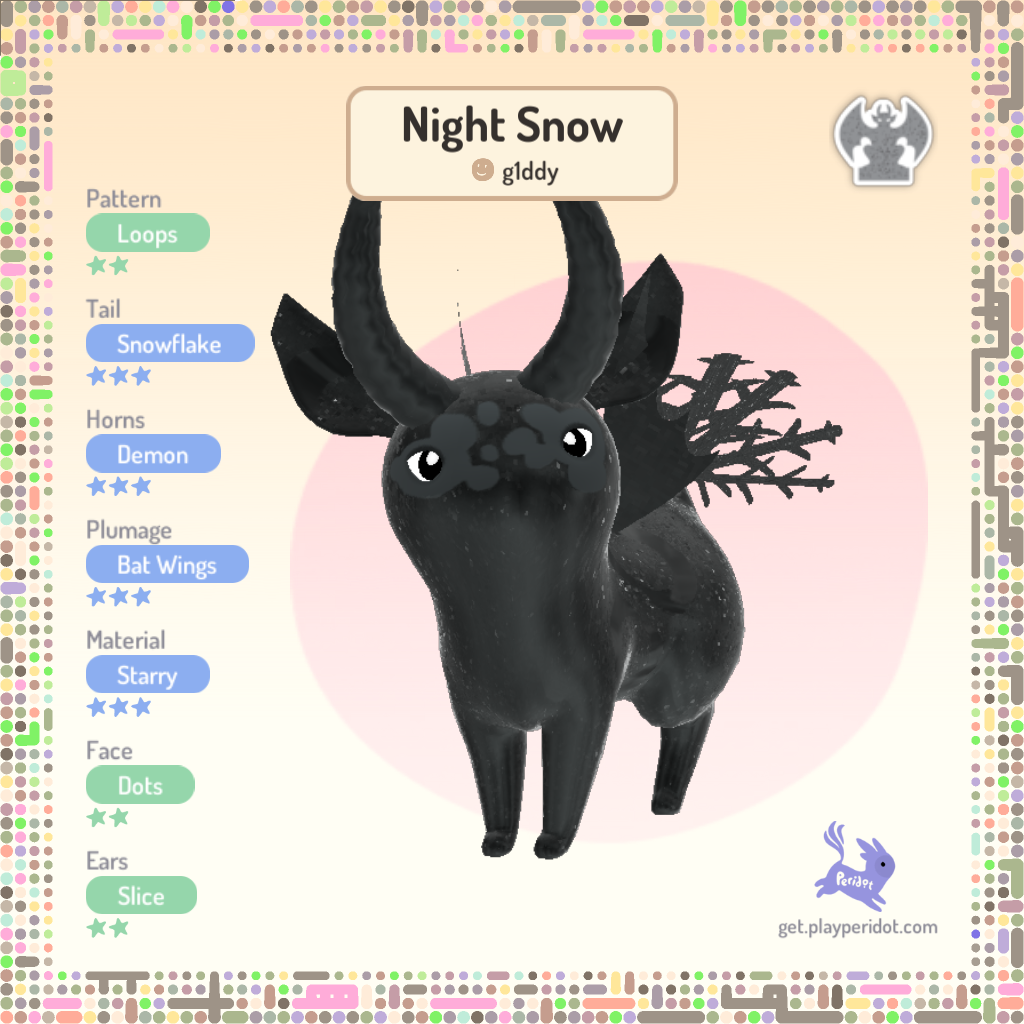 Night Snow
g1ddy
Pattern
Loops
Tail
Snowflake
Horns
Demon
Plumage
Bat Wings
Material
Starry
Face
Dots
Ears
Slice
Peridot
get.playperidot.com